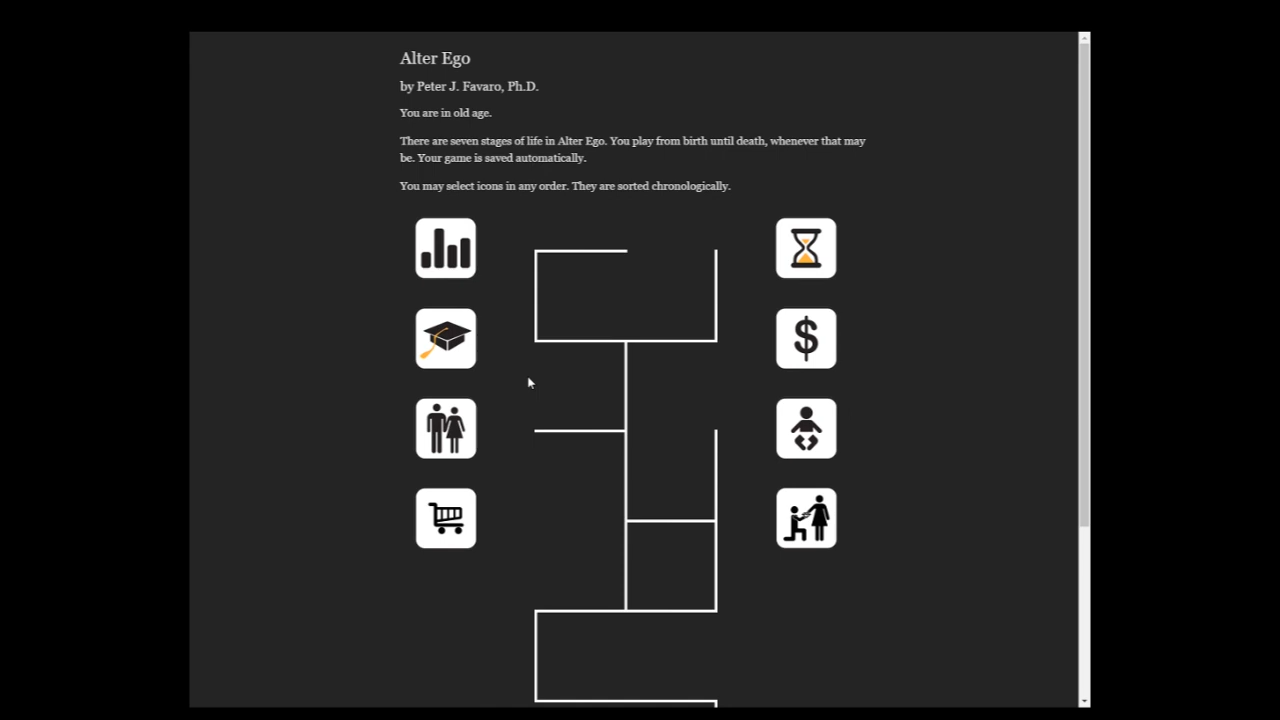 Alter Ego
by Peter J. Favaro, Ph.D.
You are in old age.
There are seven stages of life in Alter Ego. You play from birth until death, whenever that may
be. Your game is saved automatically.
You may select icons in any order. They are sorted chronologically.
$